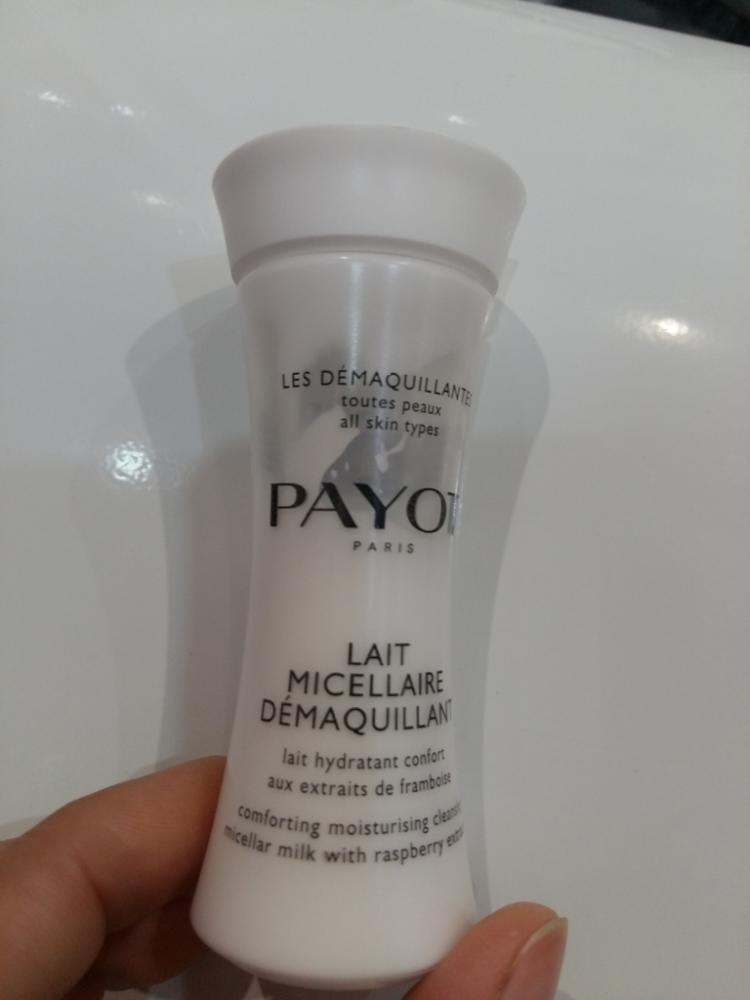 LES DÉMAQUILLANTES
toutes peaux
all skin types
PAYOT
PARIS
LAIT
MICELLAIRE
DÉMAQUILLANT
lait hydratant confort
aux extraits de framboise
comforting moisturising
micellar milk with raspberry